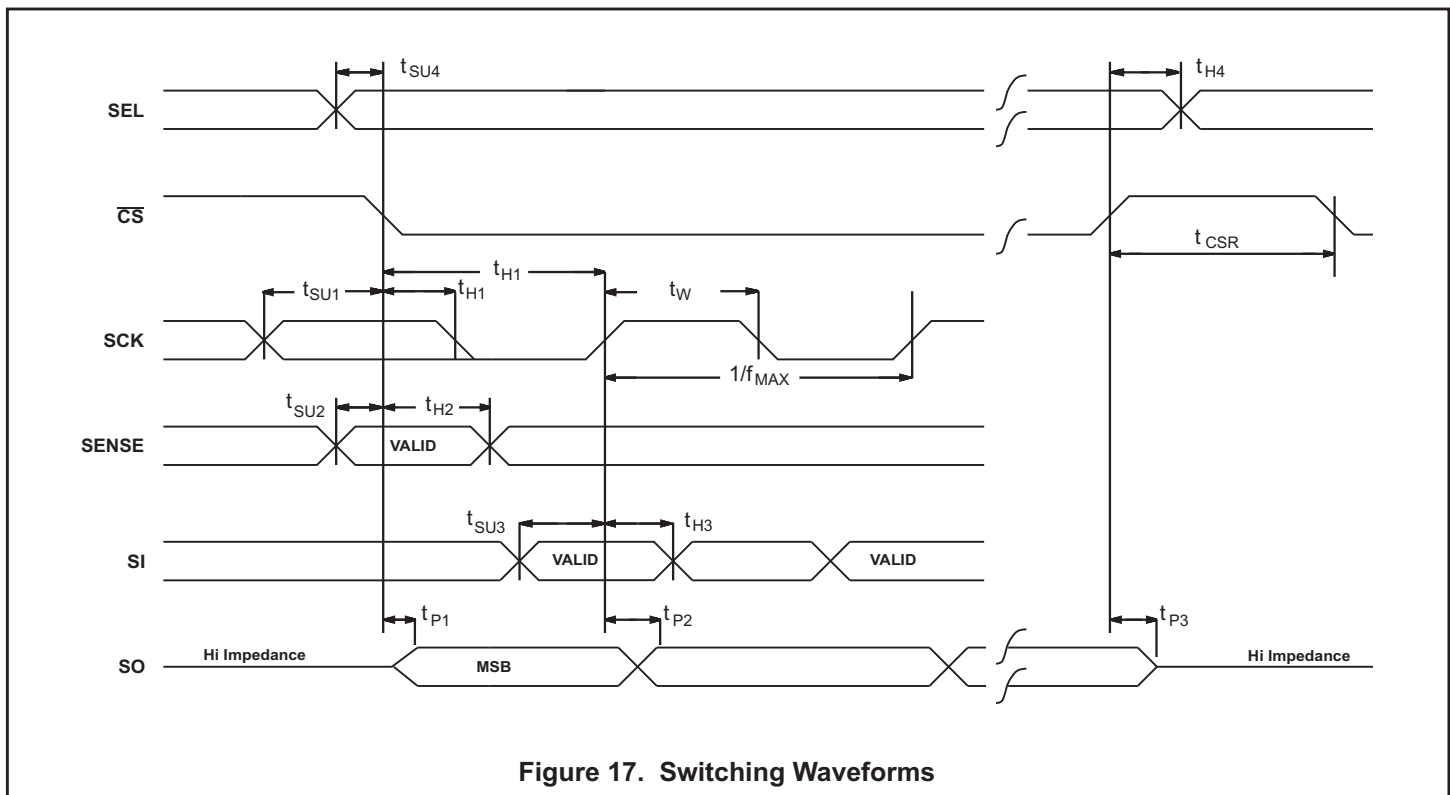 tSU4
tH4
SEL
CS
tCSR
tH1
tSU1
tH1
tW
SCK
1/fMAX
tSU2
tH2
SENSE
VALID
tSU3
tH3
SI
VALID
VALID
tP1
tP2
tP3
SO
Hi Impedance
MSB
Hi Impedance
Figure 17. Switching Waveforms